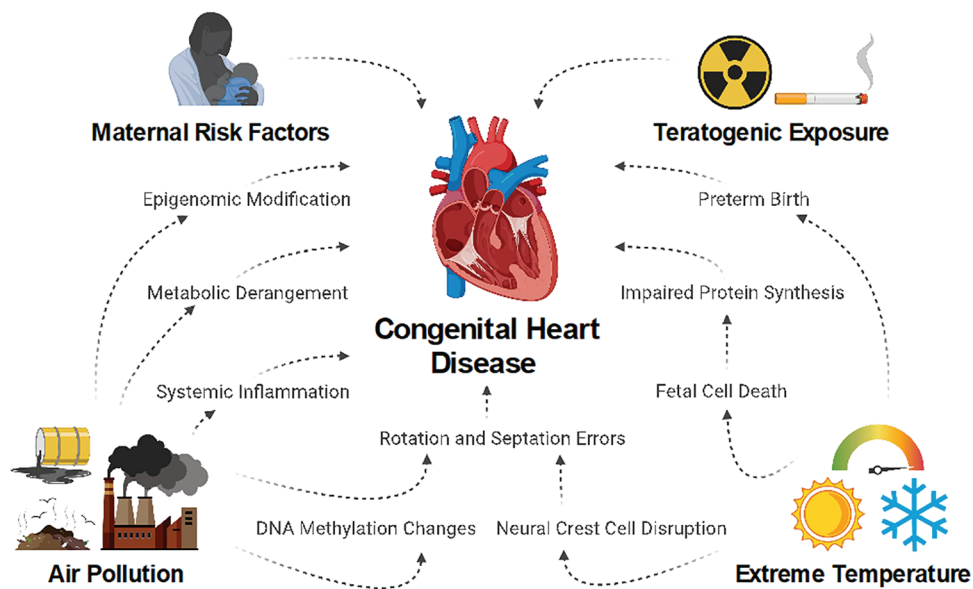 Maternal Risk Factors
Teratogenic Exposure
Epigenomic Modification
Preterm Birth
Metabolic Derangement
Impaired Protein Synthesis
Congenital Heart
Disease
Systemic Inflammation
Fetal Cell Death
Rotation and Septation Errors
DNA Methylation Changes
Neural Crest Cell Disruption
Air Pollution
Extreme Temperature